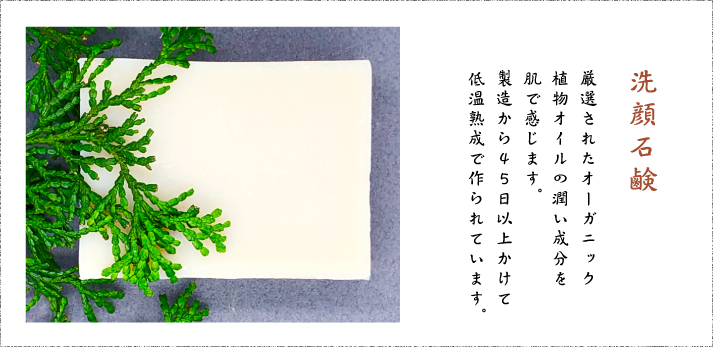 洗顔石鹸
厳選されたオーガニック
植物オイルの潤い成分を
肌で感じます。
製造から45日以上かけて
低温熟成で作られています。